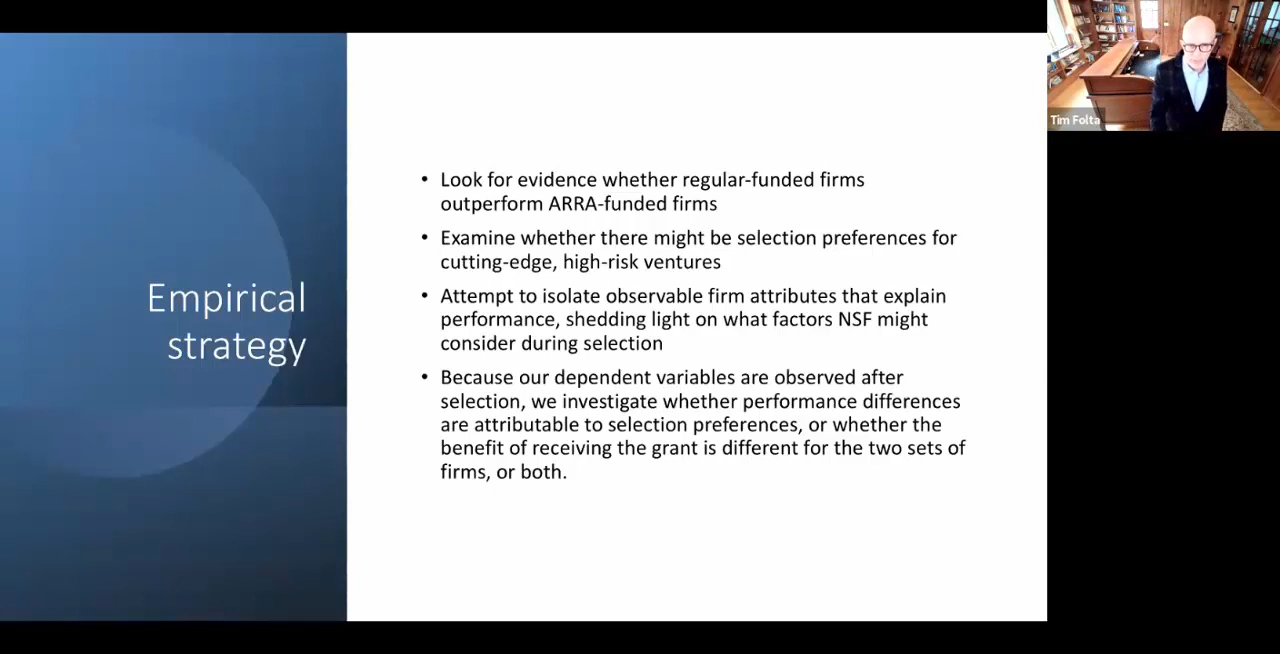 Empirical
strategy
• Look for evidence whether regular-funded firms
outperform ARRA-funded firms
• Examine whether there might be selection preferences for
cutting-edge, high-risk ventures
• Attempt to isolate observable firm attributes that explain
performance, shedding light on what factors NSF might
consider during selection
• Because our dependent variables are observed after
selection, we investigate whether performance differences
are attributable to selection preferences, or whether the
benefit of receiving the grant is different for the two sets of
firms, or both.
Tim Folta